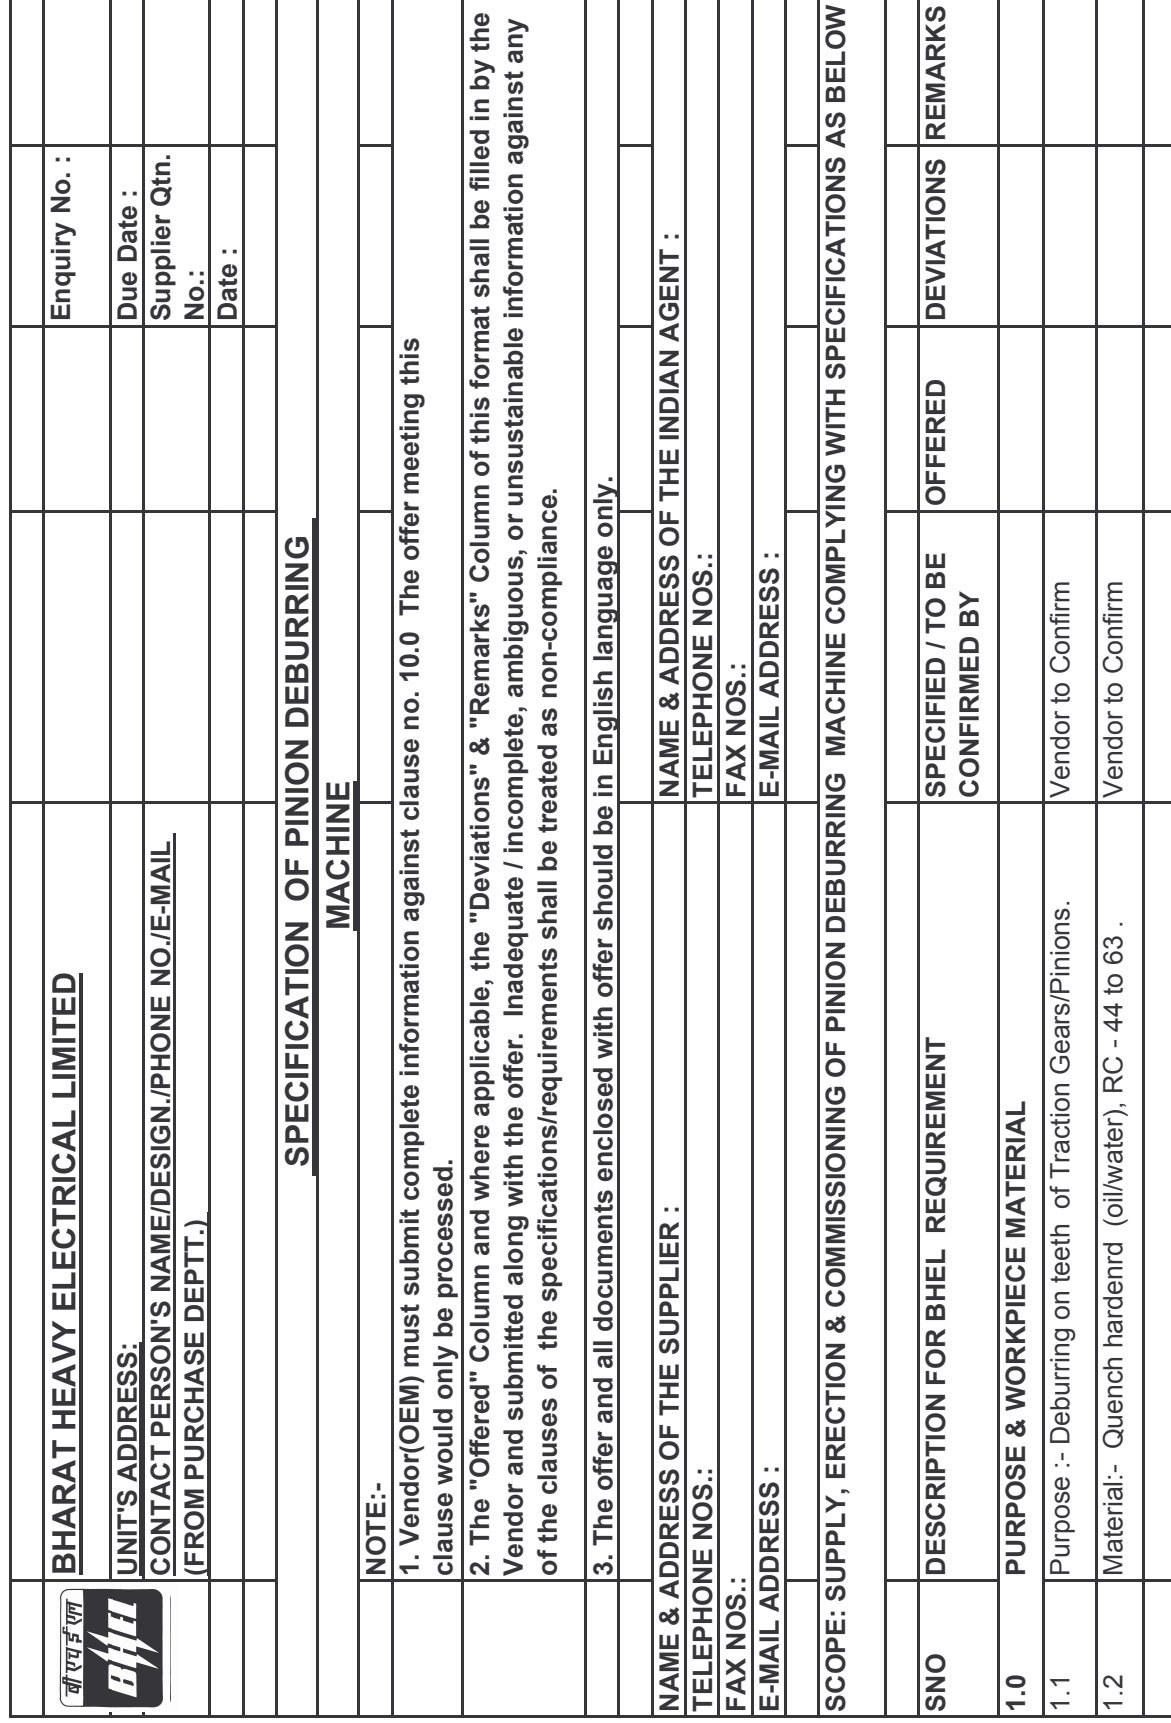 बी एच ई एल
BHEL
BHARAT HEAVY ELECTRICAL LIMITED
Enquiry No. :
UNIT'S ADDRESS:
Due Date :
CONTACT PERSON'S NAME/DESIGN./PHONE NO./E-MAIL
(FROM PURCHASE DEPTT.)
Supplier Qtn.
No.:
Date :
SPECIFICATION OF PINION DEBURRING
MACHINE
NOTE:-
1. Vendor(OEM) must submit complete information against clause no. 10.0 The offer meeting this
clause would only be processed.
2. The "Offered" Column and where applicable, the "Deviations" & "Remarks" Column of this format shall be filled in by the
Vendor and submitted along with the offer. Inadequate / incomplete, ambiguous, or unsustainable information against any
of the clauses of the specifications/requirements shall be treated as non-compliance.
3. The offer and all documents enclosed with offer should be in English language only.
NAME & ADDRESS OF THE SUPPLIER :
NAME & ADDRESS OF THE INDIAN AGENT :
TELEPHONE NOS.:
TELEPHONE NOS.:
FAX NOS.:
FAX NOS.:
E-MAIL ADDRESS :
E-MAIL ADDRESS :
SCOPE: SUPPLY, ERECTION & COMMISSIONING OF PINION DEBURRING MACHINE COMPLYING WITH SPECIFICATIONS AS BELOW
SNO DESCRIPTION FOR BHEL REQUIREMENT SPECIFIED / TO BE OFFERED DEVIATIONS REMARKS
CONFIRMED BY
1.0 PURPOSE & WORKPIECE MATERIAL
1.1 Purpose :- Deburring on teeth of Traction Gears/Pinions. Vendor to Confirm
1.2 Material:- Quench hardenrd (oil/water), RC - 44 to 63 . Vendor to Confirm